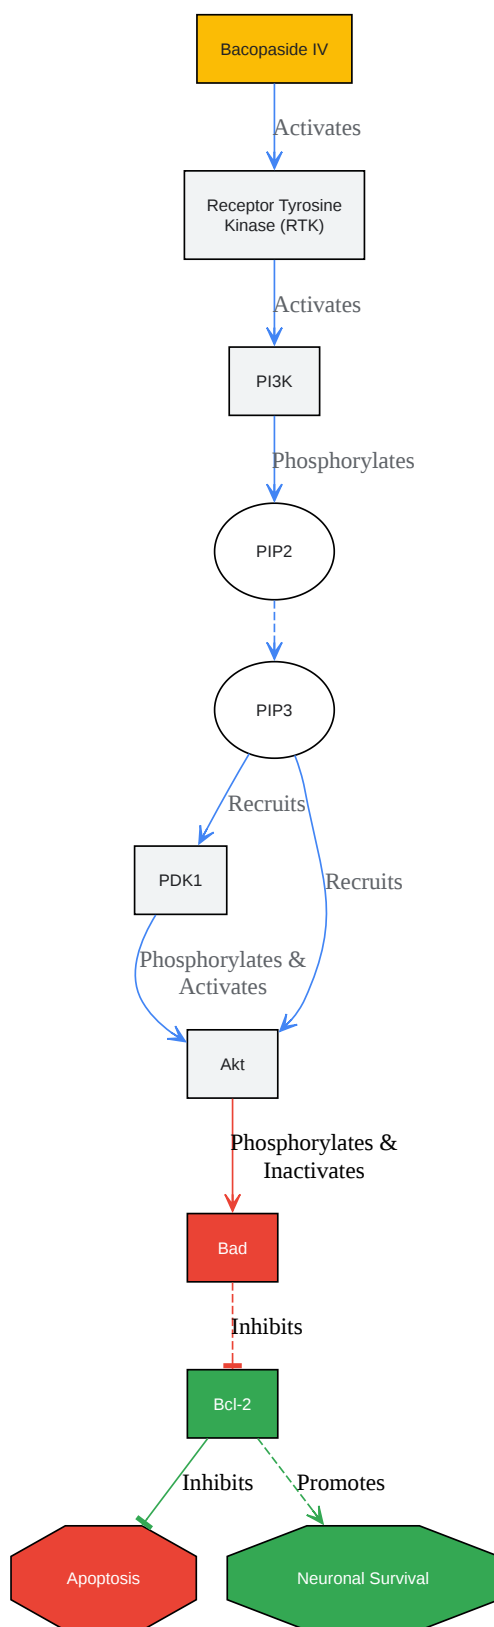 Bacopaside IV
Activates
Receptor Tyrosine
Kinase (RTK)
Activates
PI3K
Phosphorylates
PIP2
PIP3
Recruits
PDK1
Recruits
Phosphorylates &
Activates
Akt
Phosphorylates &
Inactivates
Bad
Inhibits
Bcl-2
Inhibits
Promotes
Apoptosis
Neuronal Survival